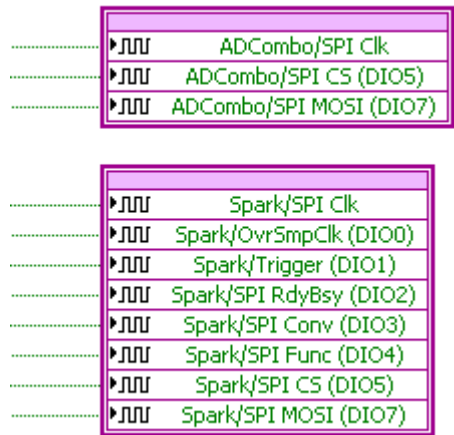 ADCombo/SPI Clk
ADCombo/SPI CS (DIO5)
ADCombo/SPI MOSI (DIO7)
Spark/SPI Clk
Spark/OvrSmpClk (DIO0)
Spark/Trigger (DIO1)
Spark/SPI RdyBsy (DIO2)
Spark/SPI Conv (DIO3)
Spark/SPI Func (DIO4)
Spark/SPI CS (DIO5)
Spark/SPI MOSI (DIO7)